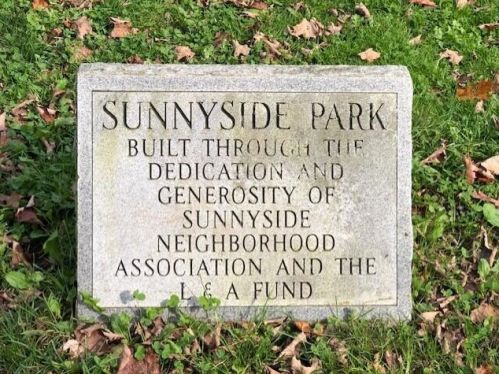 SUNNYSIDE PARK
BUILT THROUGH THE
DEDICATION AND
GENEROSITY OF
SUNNYSIDE
NEIGHBORHOOD
ASSOCIATION AND THE
L & A FUND